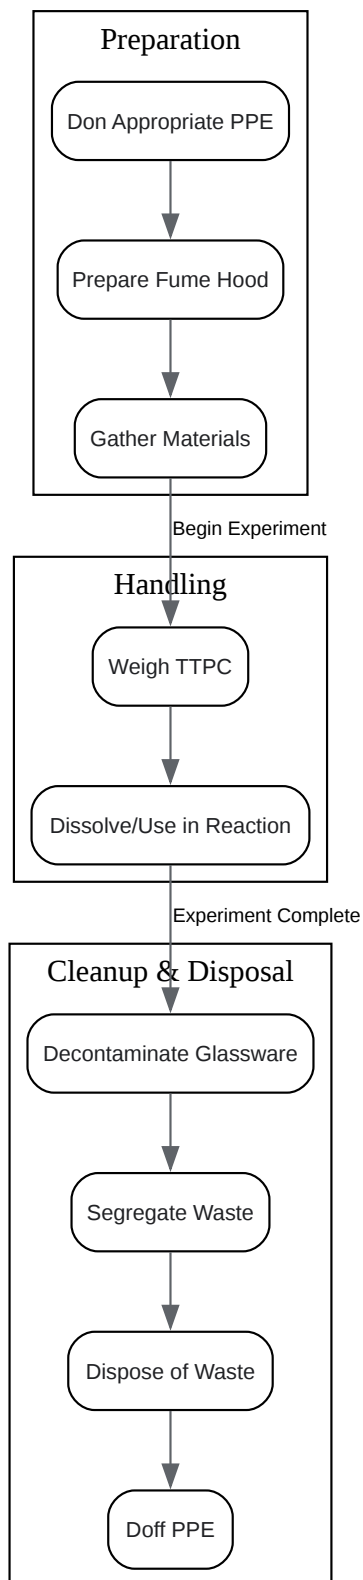 Preparation
Don Appropriate PPE
Prepare Fume Hood
Gather Materials
Begin Experiment
Handling
Weigh TTPC
Dissolve/Use in Reaction
Experiment Complete
Cleanup & Disposal
Decontaminate Glassware
Segregate Waste
Dispose of Waste
Doff PPE